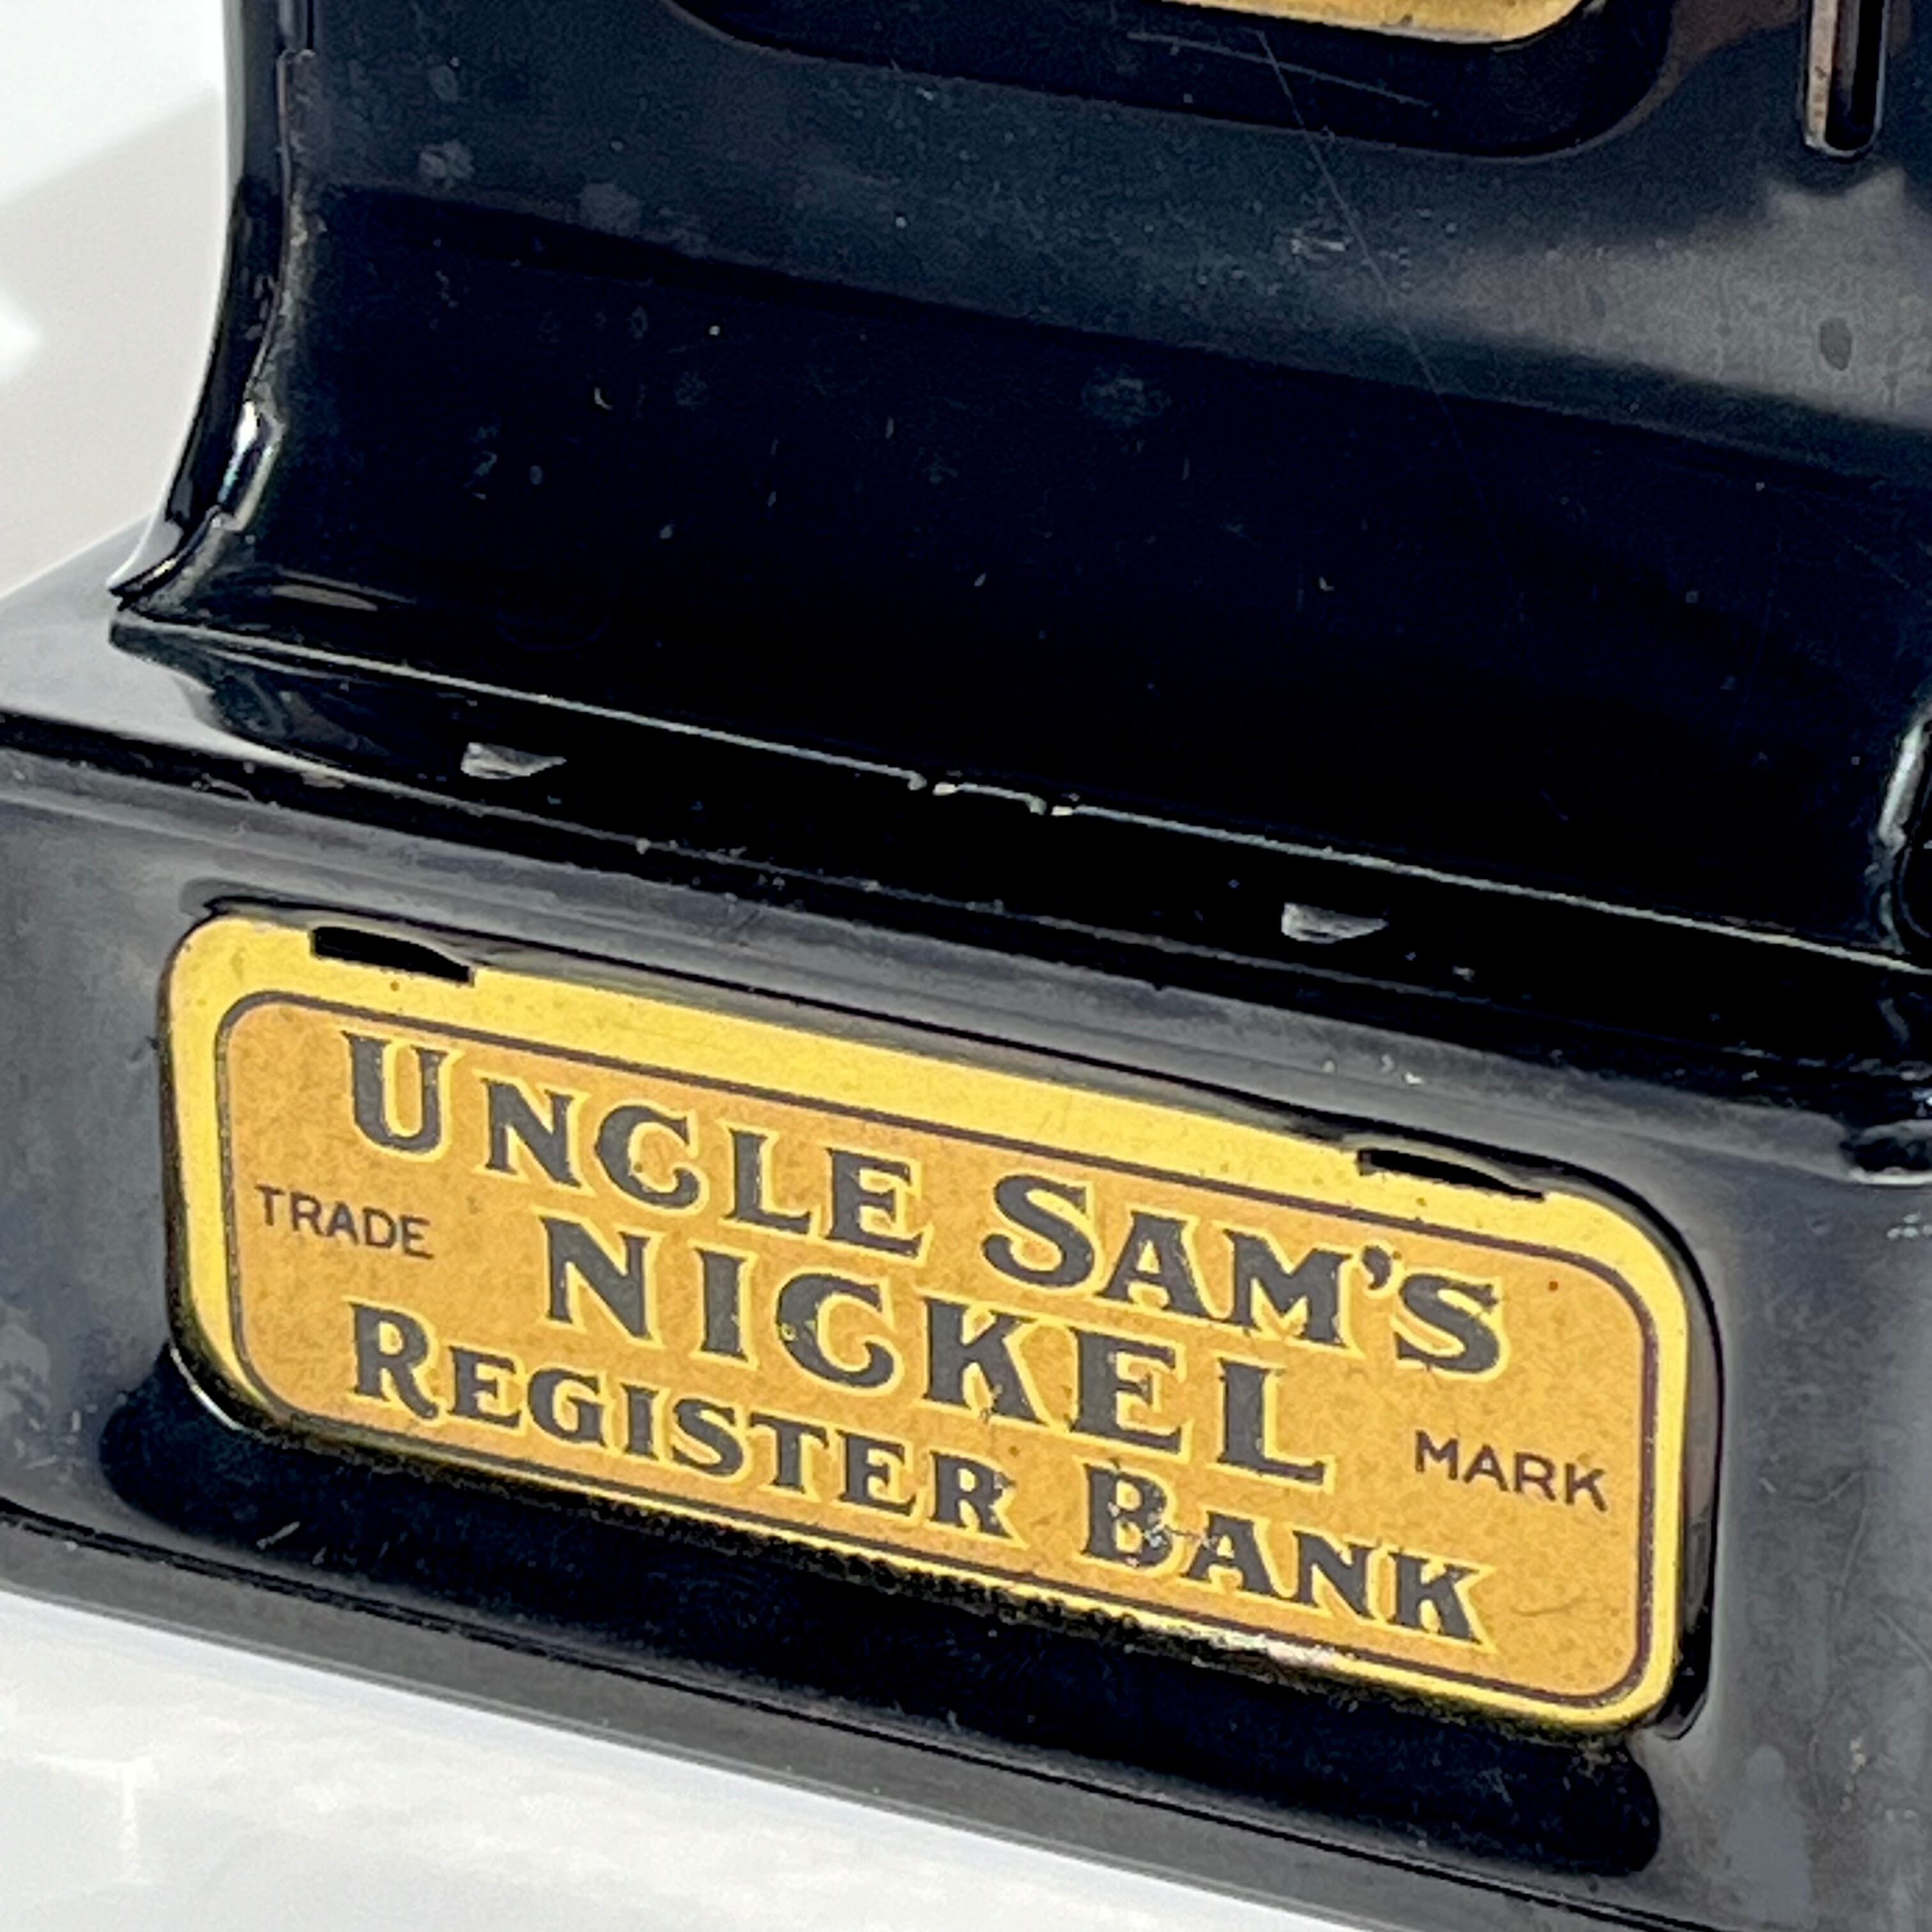 UNCLE SAM'S
TRADE
NICKEL
MARK
REGISTER BANK